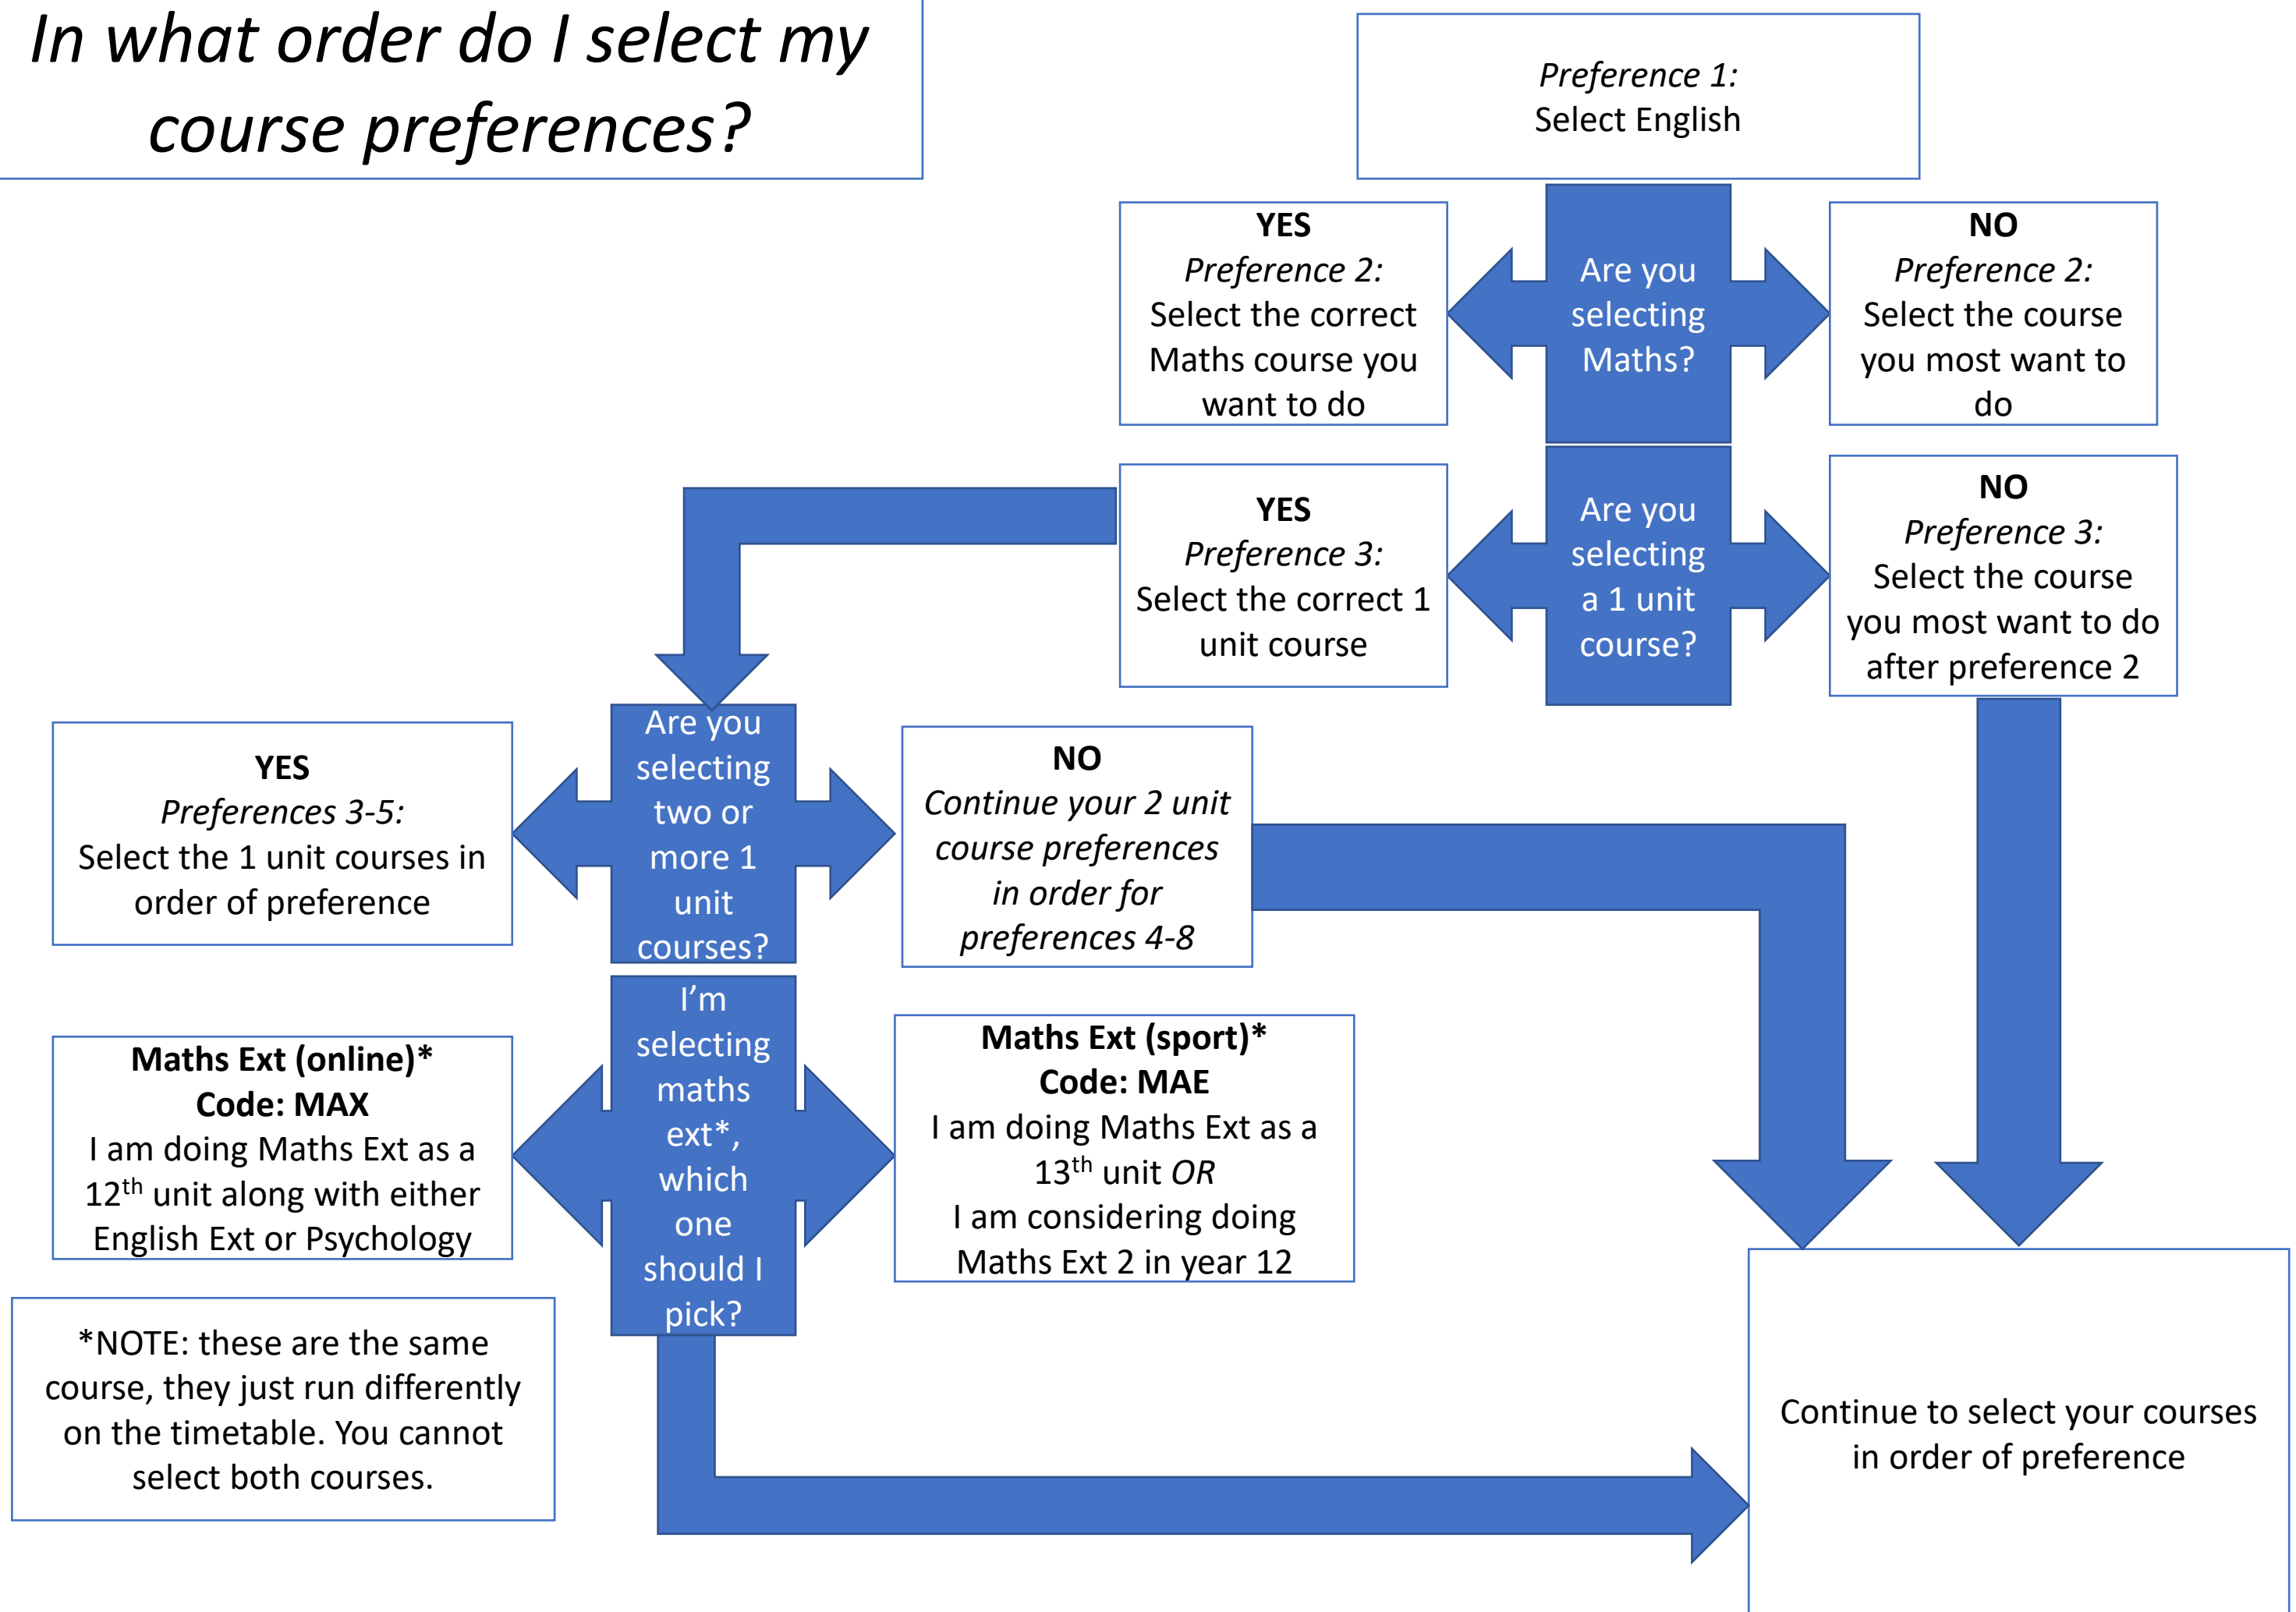 In what order do I select my
course preferences?
Preference 1:
Select English
YES
Preference 2:
Select the correct
Maths course you
want to do
Are you
selecting
Maths?
NO
Preference 2:
Select the course
you most want to
do
YES
Preference 3:
Select the correct 1
unit course
Are you
selecting
a 1 unit
course?
NO
Preference 3:
Select the course
you most want to do
after preference 2
YES
Preferences 3-5:
Select the 1 unit courses in
order of preference
Are you
selecting
two or
more 1
unit
courses?
NO
Continue your 2 unit
course preferences
in order for
preferences 4-8
Maths Ext (online)*
Code: MAX
I am doing Maths Ext as a
12th unit along with either
English Ext or Psychology
I’m
selecting
maths
ext*,
which
one
should I
pick?
Maths Ext (sport)*
Code: MAE
I am doing Maths Ext as a
13th unit OR
I am considering doing
Maths Ext 2 in year 12
*NOTE: these are the same
course, they just run differently
on the timetable. You cannot
select both courses.
Continue to select your courses
in order of preference